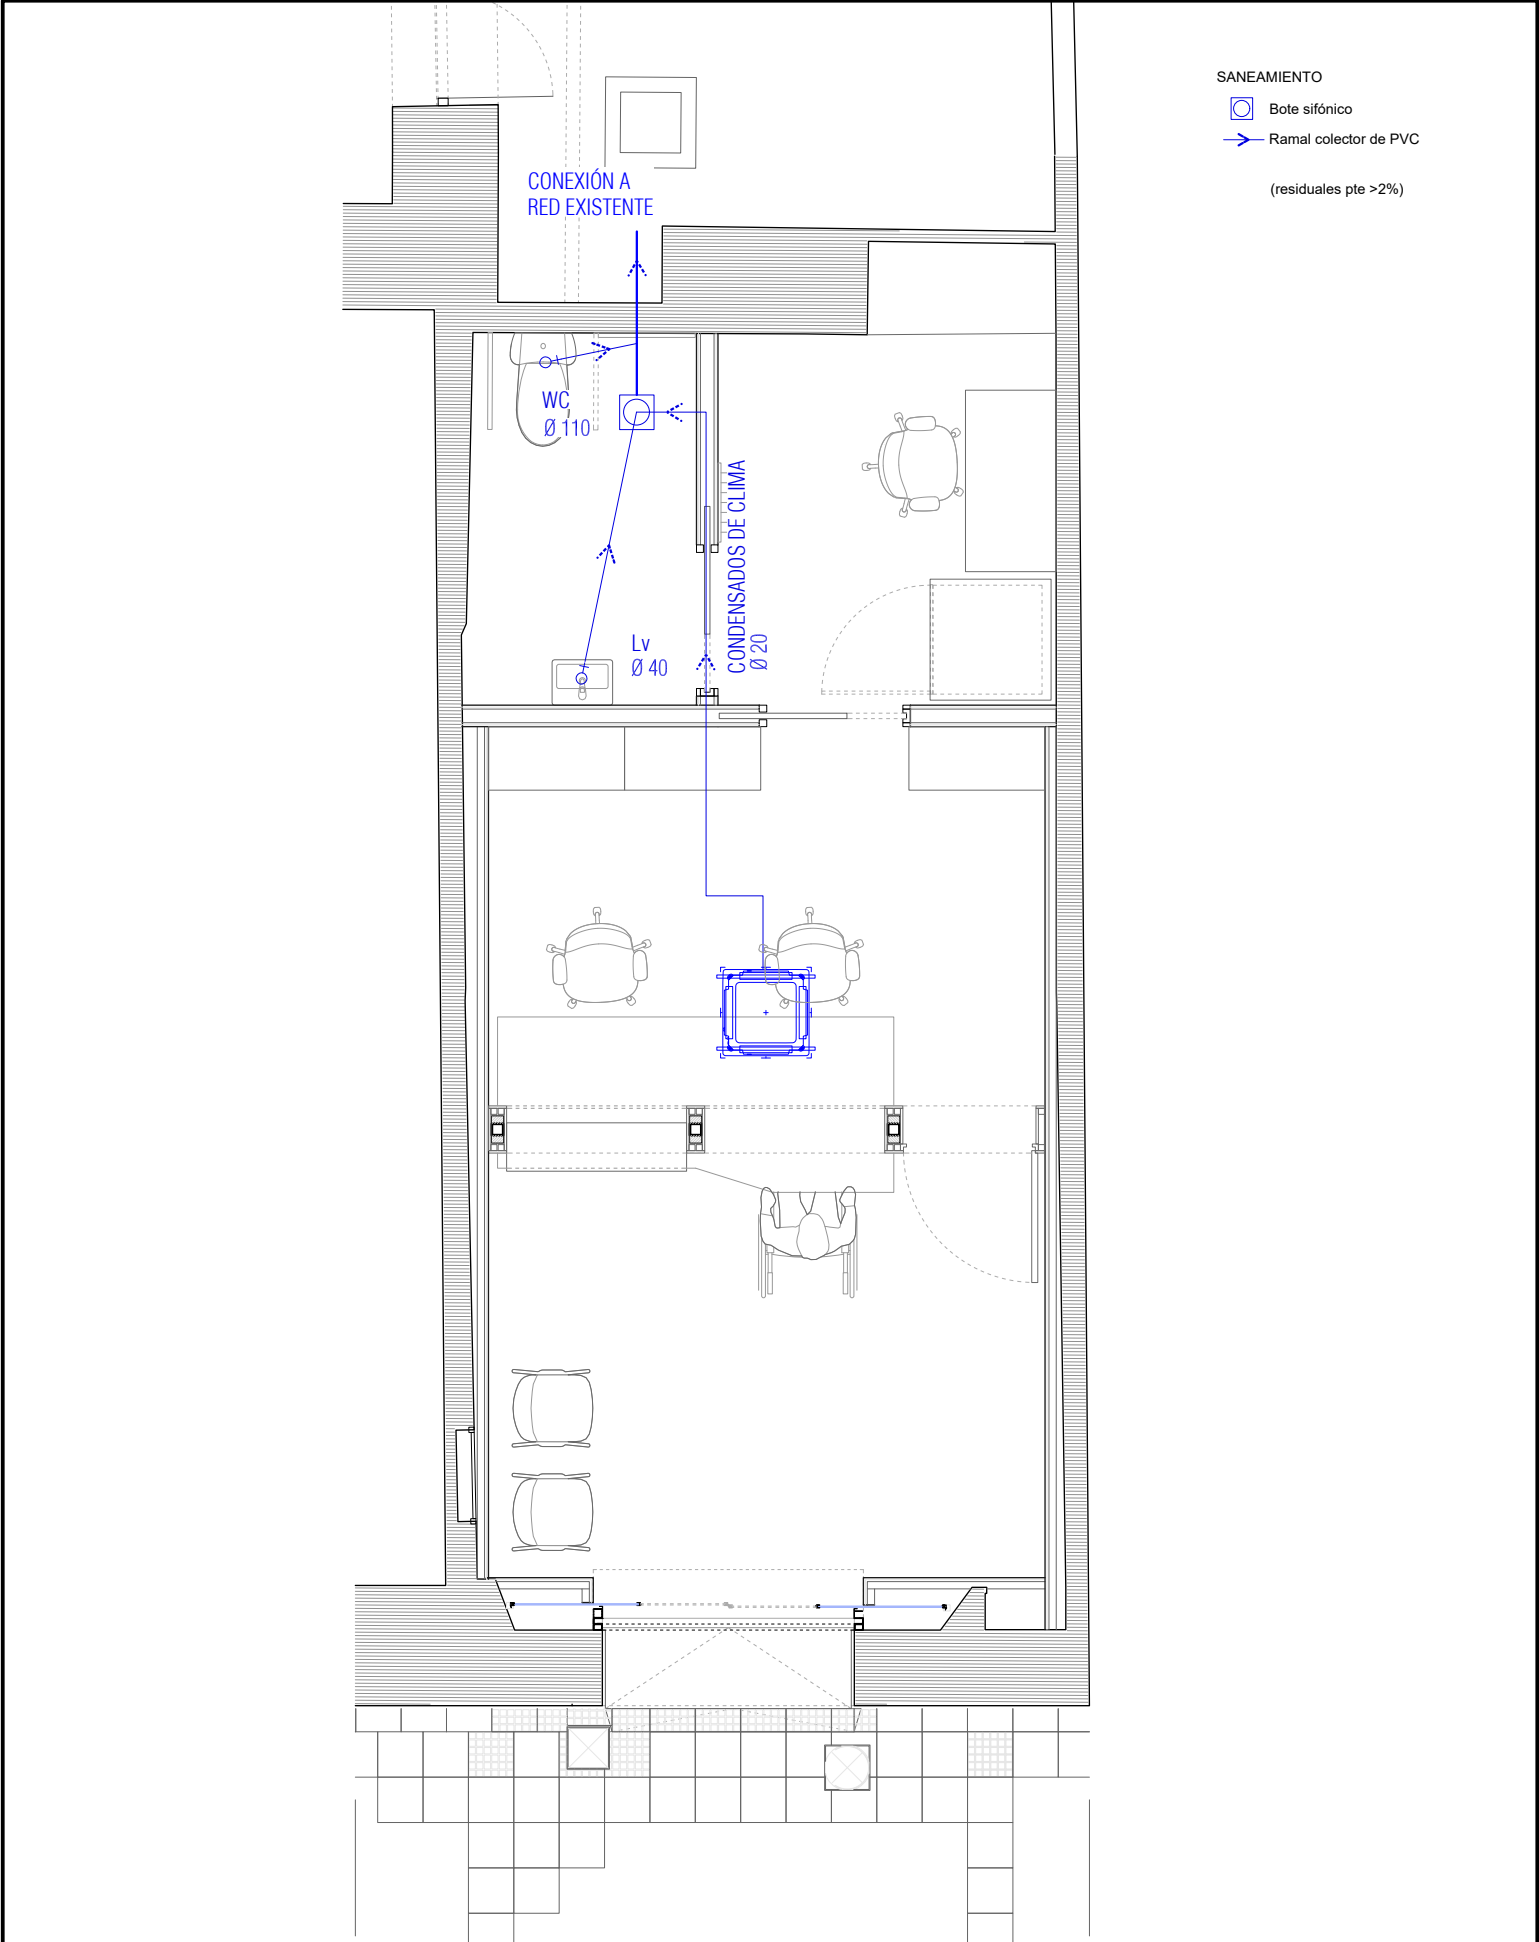 SANEAMIENTO
Bote sifónico
Ramal colector de PVC
(residuales pte >2%)
CONEXIÓN A
RED EXISTENTE
WC
Ø 110
CONDENSADOS DE CLIMA
Ø 20
Lv
Ø 40